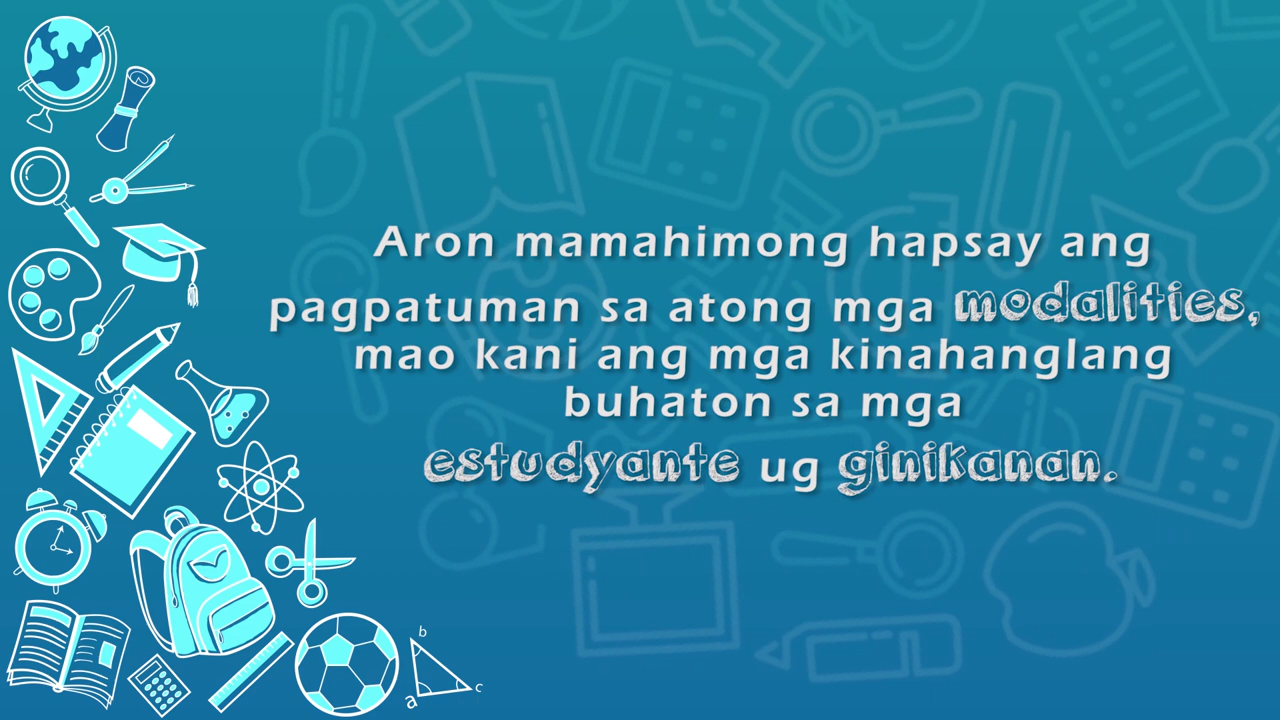 Aron mamahimong hapsay ang
pagpatuman sa atong mga modalities,
mao kani ang mga kinahanglang
buhaton sa mga
estudyante ug ginikanan.
b
a
c